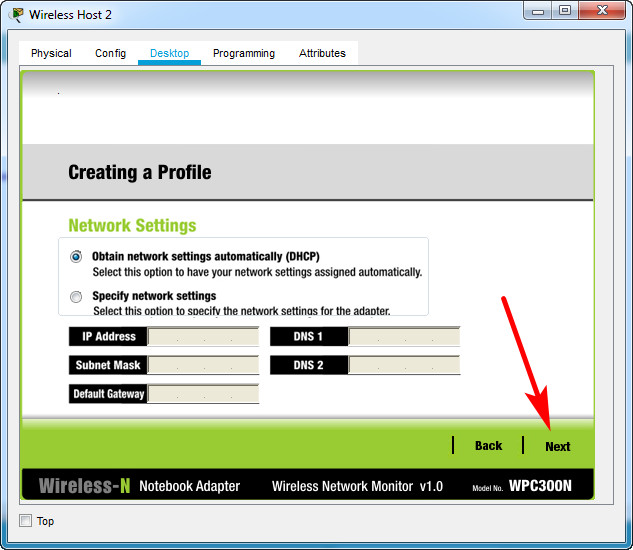 Wireless Host 2
Physical Config Desktop Programming Attributes
.
Creating a Profile
Network Settings
Obtain network settings automatically (DHCP)
Select this option to have your network settings assigned automatically.
Specify network settings
Select this option to specify the network settings for the adapter.
IP Address . . . DNS 1 . . .
Subnet Mask . . . DNS 2 . . .
Default Gateway . . .
Back Next
Wireless-N Notebook Adapter Wireless Network Monitor v1.0 Model No. WPC300N
Top